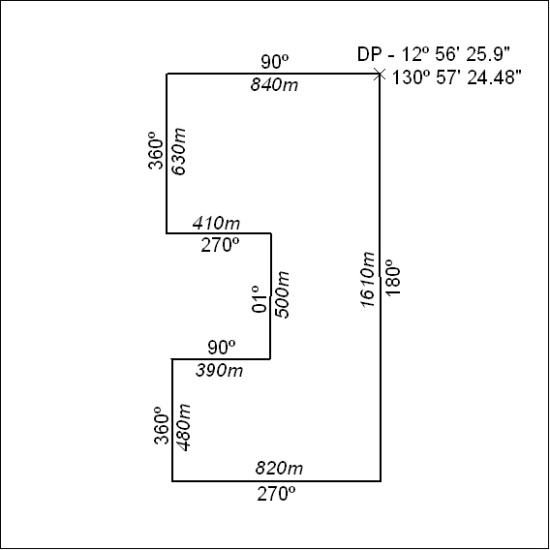 DP - 12º 56' 25.9"
130º 57' 24.48"
90º
840m
360º
630m
410m
270º
01º
500m
1610m
180º
90º
390m
360º
480m
820m
270º